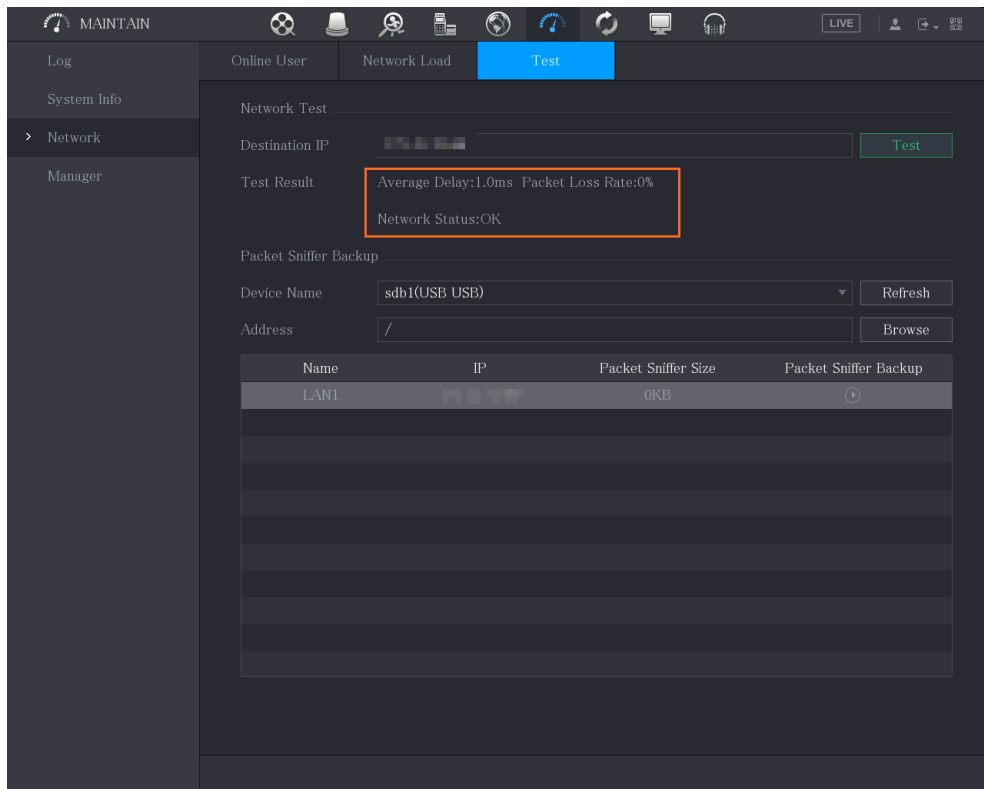 MAINTAIN LIVE
Log
System Info
Network
Manager
Online User Network Load Test
Network Test
Destination IP Test
Test Result Average Delay:1.0ms Packet Loss Rate:0%
Network Status:OK
Packet Sniffer Backup
Device Name sdb1(USB USB) Refresh
Address / Browse
Name IP Packet Sniffer Size Packet Sniffer Backup
LAN1 0KB